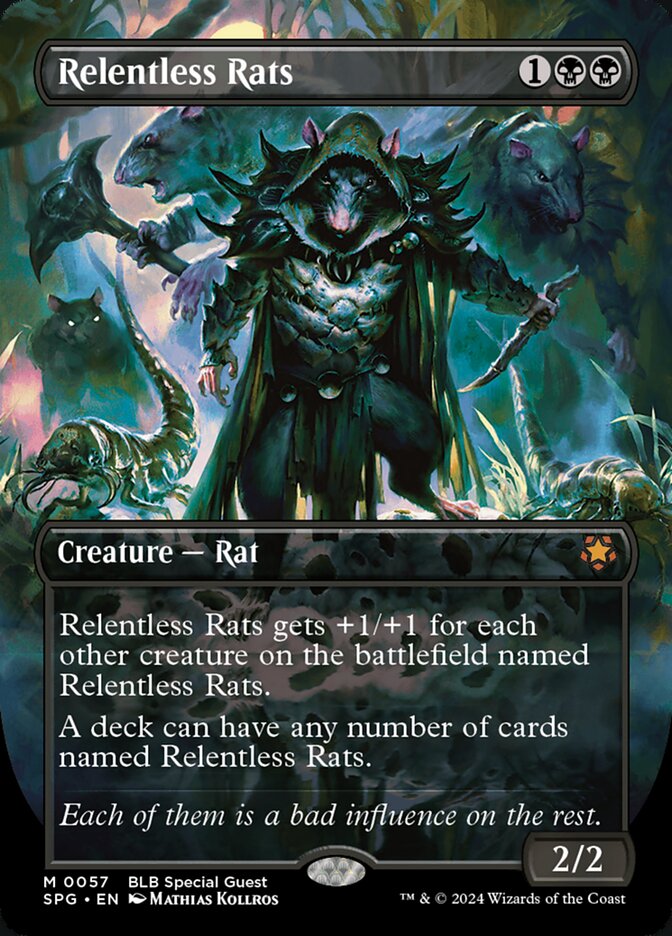 Relentless Rats 1
Creature — Rat
Relentless Rats gets +1/+1 for each
other creature on the battlefield named
Relentless Rats.
A deck can have any number of cards
named Relentless Rats.
Each of them is a bad influence on the rest.
2/2
M 0057 BLB Special Guest
SPG • EN Mathias Kollros
™ & © 2024 Wizards of the Coast